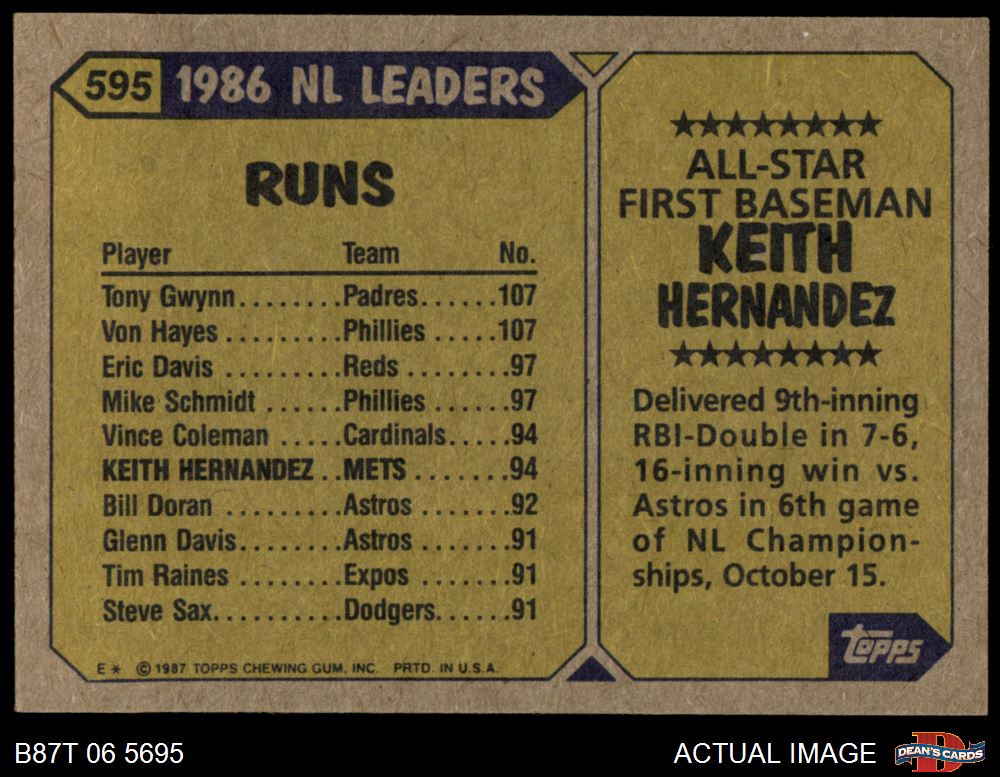 595 1986 NL LEADERS
RUNS
Player Team No.
Tony Gwynn........Padres......107
Von Hayes.........Phillies......107
Eric Davis..........Reds........97
Mike Schmidt......Phillies......97
Vince Coleman.....Cardinals.....94
KEITH HERNANDEZ..METS........94
Bill Doran..........Astros.......92
Glenn Davis........Astros.......91
Tim Raines........Expos.......91
Steve Sax..........Dodgers......91
E* © 1987 TOPPS CHEWING GUM, INC. PRTD. IN U.S.A.
★★★★★★★★
ALL-STAR
FIRST BASEMAN
KEITH
HERNANDEZ
★★★★★★★★
Delivered 9th-inning
RBI-Double in 7-6,
16-inning win vs.
Astros in 6th game
of NL Champion-
ships, October 15.
topps
B87T 06 5695
ACTUAL IMAGE
D
DEAN'S CARDS